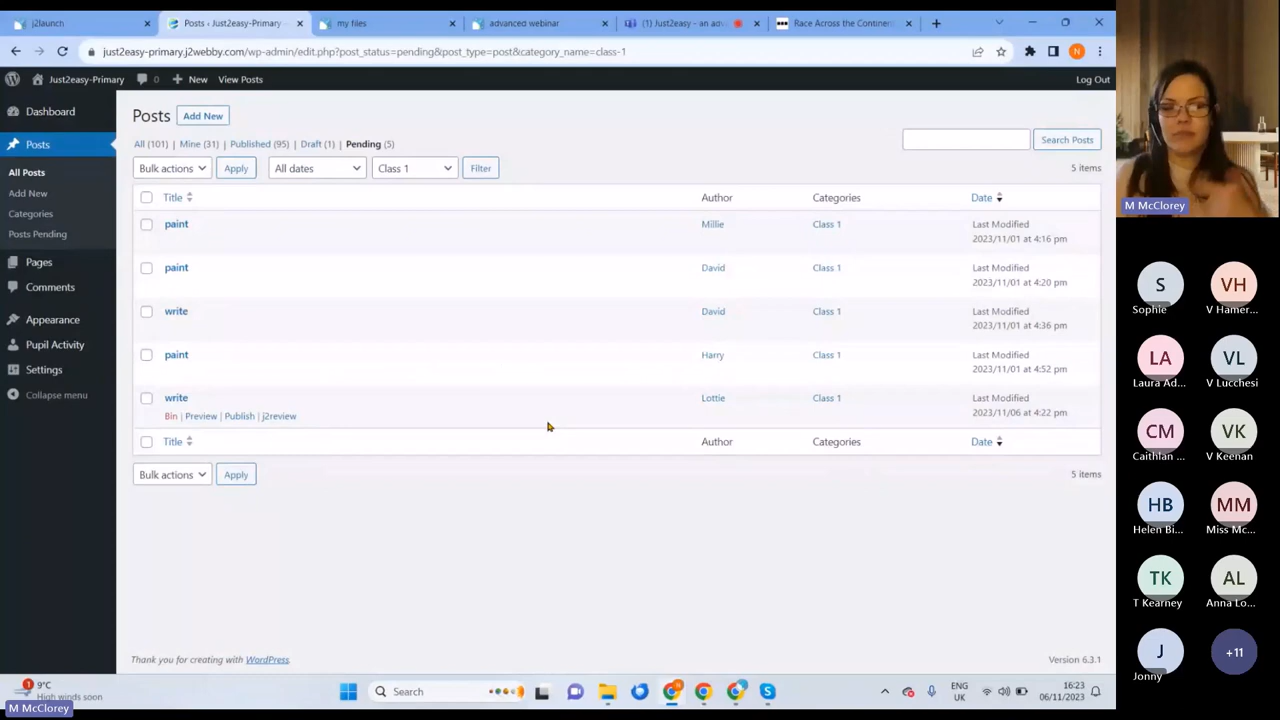 j2launch
Posts ‹ Just2easy-Primary
my files
advanced webinar
(1) Just2easy - an adv
Race Across the Continen
just2easy-primary.j2webby.com/wp-admin/edit.php?post_status=pending&post_type=post&category_name=class-1
Just2easy-Primary 0 New View Posts Log Out
Dashboard
Posts
All Posts
Add New
Categories
Posts Pending
Pages
Comments
Appearance
Pupil Activity
Settings
Collapse menu
Posts Add New
All (101) | Mine (31) | Published (95) | Draft (1) | Pending (5)
Search Posts
Bulk actions Apply All dates Class 1 Filter 5 items
Title Author Categories Date
paint Millie Class 1 Last Modified
2023/11/01 at 4:16 pm
paint David Class 1 Last Modified
2023/11/01 at 4:20 pm
write David Class 1 Last Modified
2023/11/01 at 4:36 pm
paint Harry Class 1 Last Modified
2023/11/01 at 4:52 pm
write Lottie Class 1 Last Modified
Bin | Preview | Publish | j2review 2023/11/06 at 4:22 pm
Title Author Categories Date
Bulk actions Apply 5 items
Thank you for creating with WordPress. Version 6.3.1
1 9°C
High winds soon
Search
ENG
UK
16:23
06/11/2023
M McClorey
M McClorey
S VH
Sophie V Hamer...
LA VL
Laura Ad... V Lucchesi
CM VK
Caithlan ... V Keenan
HB MM
Helen Bi... Miss Mc...
TK AL
T Kearney Anna Lo...
J +11
Jonny